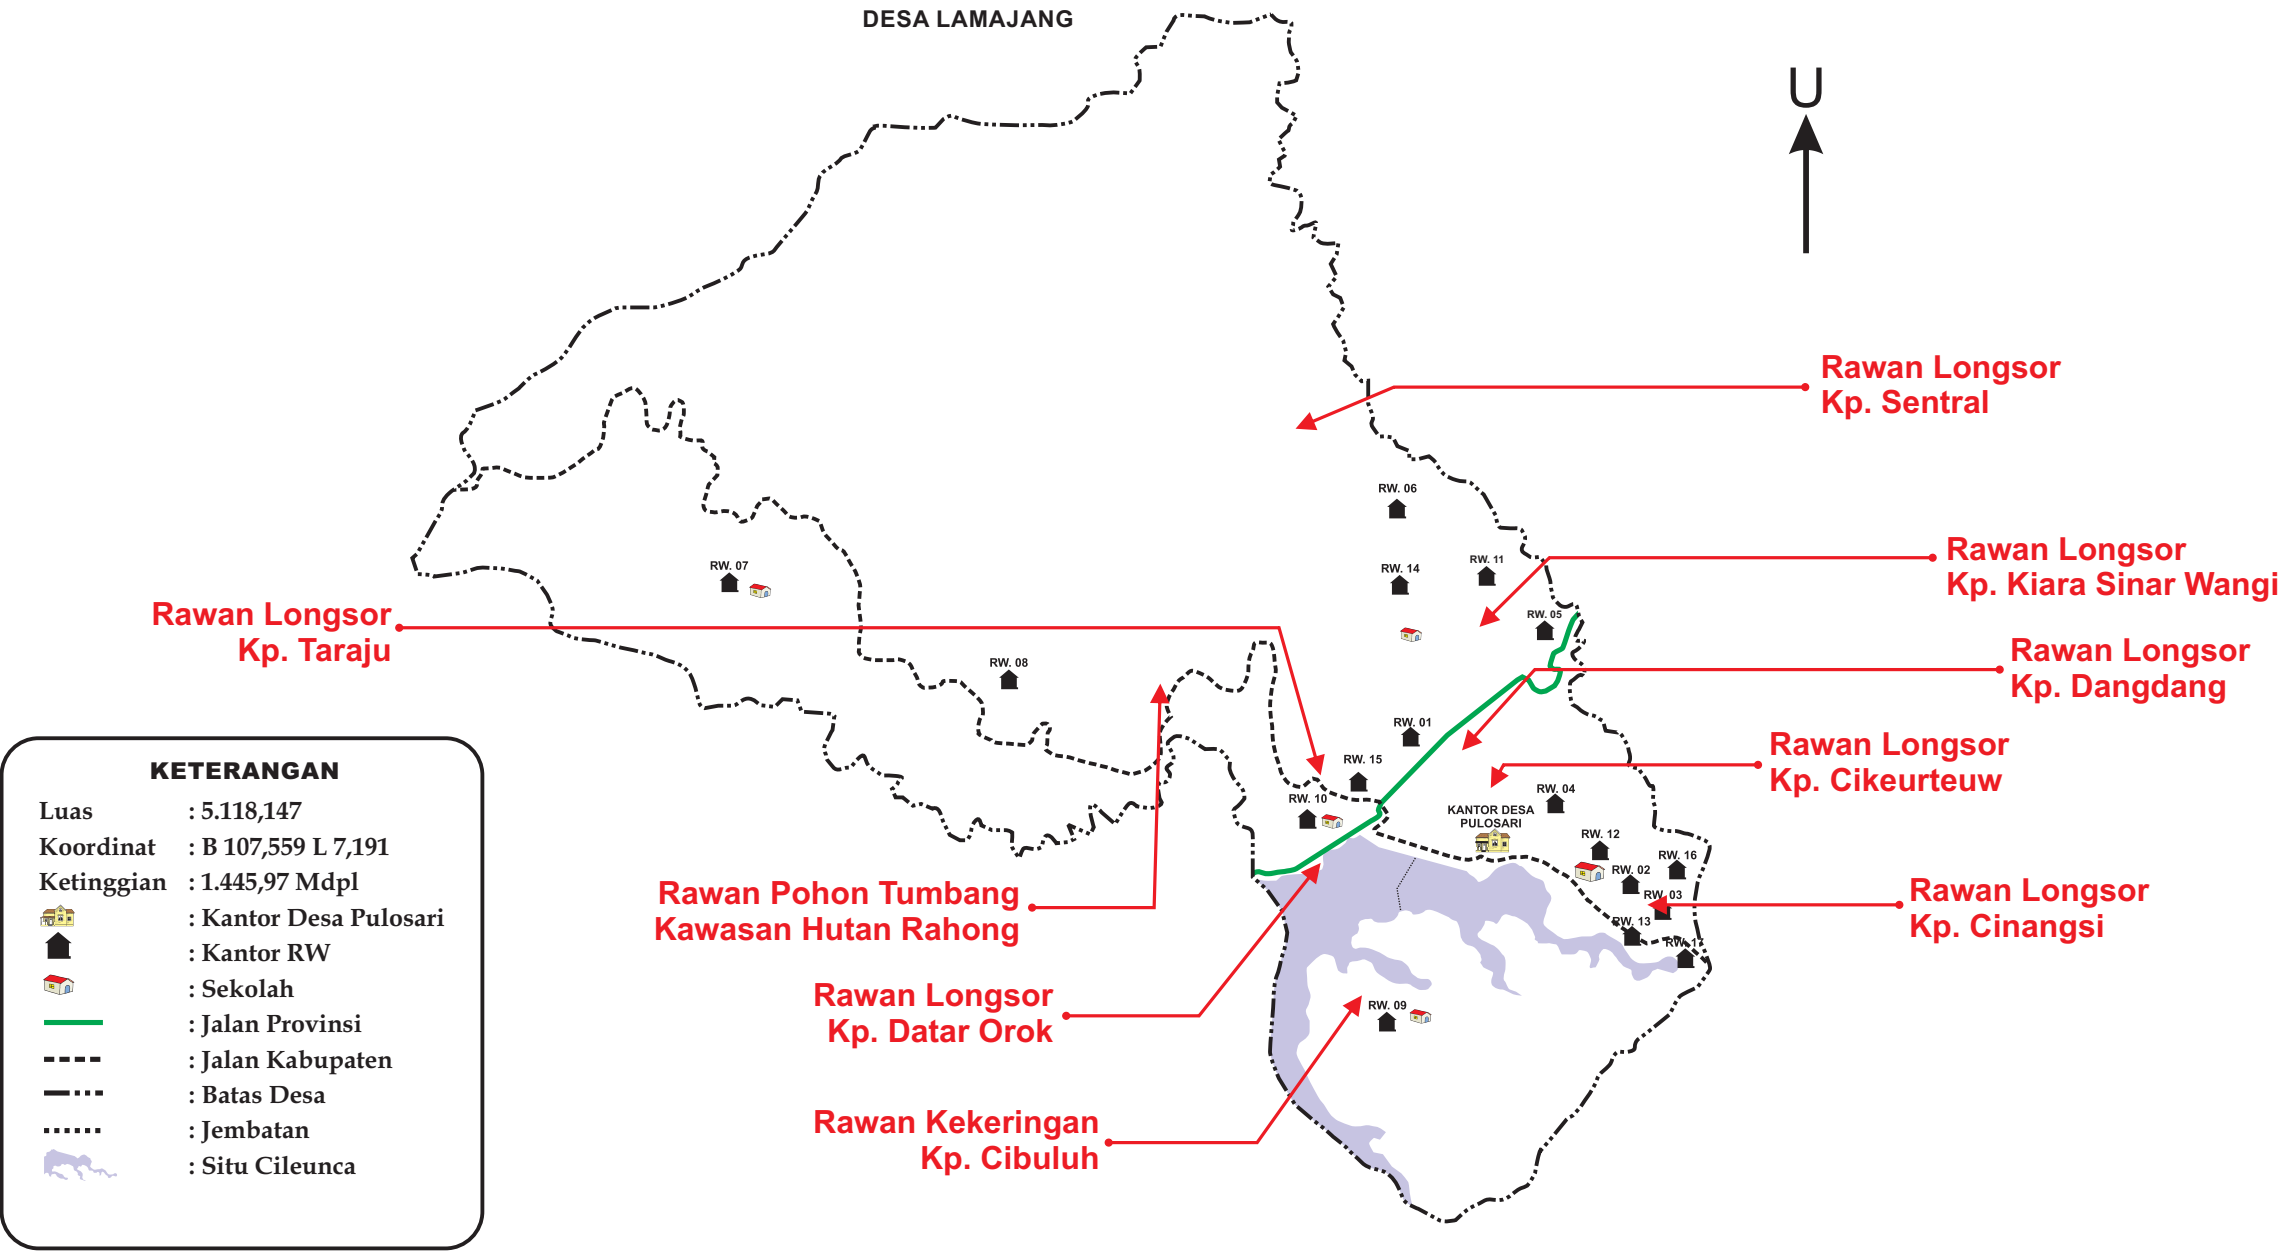 DESA LAMAJANG
U
Rawan Longsor
Kp. Sentral
RW. 06
Rawan Longsor
Kp. Kiara Sinar Wangi
RW. 11
RW. 14
RW. 07
RW. 05
Rawan Longsor
Kp. Taraju
Rawan Longsor
Kp. Dangdang
RW. 08
RW. 01
Rawan Longsor
Kp. Cikeurteuw
RW. 15
RW. 10
RW. 04
KANTOR DESA
PULOSARI
RW. 12
RW. 16
RW. 02
RW. 03
RW. 13
RW. 17
Rawan Pohon Tumbang
Kawasan Hutan Rahong
Rawan Longsor
Kp. Cinangsi
Rawan Longsor
Kp. Datar Orok
RW. 09
Rawan Kekeringan
Kp. Cibuluh
KETERANGAN
Luas : 5.118,147
Koordinat : B 107,559 L 7,191
Ketinggian : 1.445,97 Mdpl
: Kantor Desa Pulosari
: Kantor RW
: Sekolah
: Jalan Provinsi
: Jalan Kabupaten
: Batas Desa
: Jembatan
: Situ Cileunca